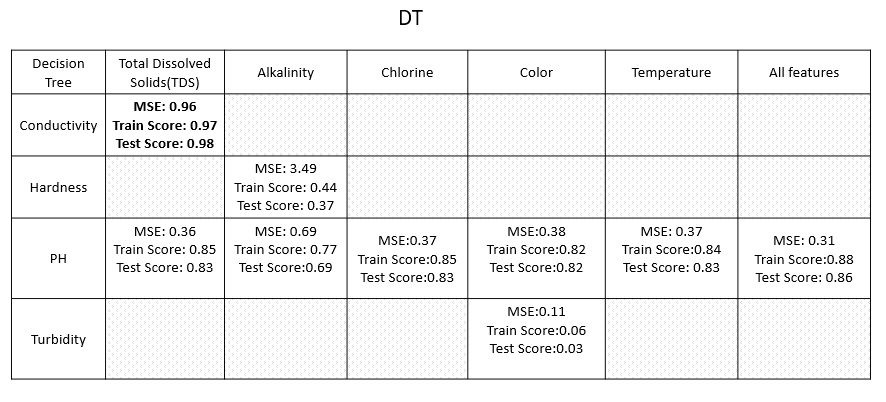 DT
Decision
Tree
Total Dissolved
Solids(TDS)
Alkalinity
Chlorine
Color
Temperature
All features
Conductivity
MSE: 0.96
Train Score: 0.97
Test Score: 0.98
Hardness
MSE: 3.49
Train Score: 0.44
Test Score: 0.37
PH
MSE: 0.36
Train Score: 0.85
Test Score: 0.83
MSE: 0.69
Train Score: 0.77
Test Score:0.69
MSE:0.37
Train Score:0.85
Test Score:0.83
MSE:0.38
Train Score:0.82
Test Score:0.82
MSE: 0.37
Train Score:0.84
Test Score: 0.83
MSE: 0.31
Train Score:0.88
Test Score: 0.86
Turbidity
MSE:0.11
Train Score:0.06
Test Score:0.03